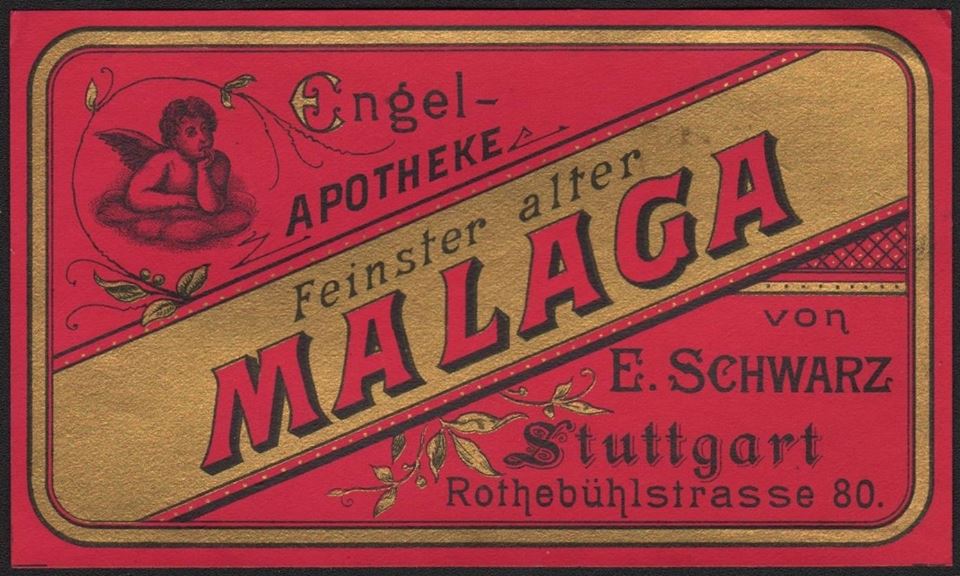 Engel-
APOTHEKE
Feinster alter
MALAGA
von
E. SCHWARZ
Stuttgart
Rothebühlstrasse 80.